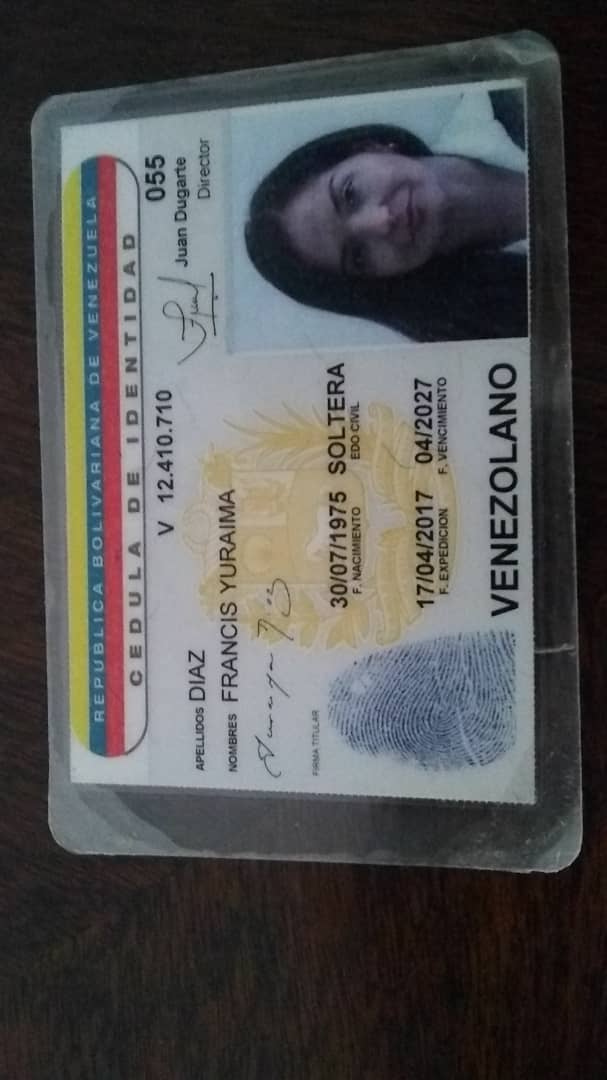 REPUBLICA BOLIVARIANA DE VENEZUELA
CEDULA DE IDENTIDAD
V 12.410.710
055
Juan Dugarte
Director
APELLIDOS DIAZ
NOMBRES FRANCIS YURAIMA
FIRMA TITULAR
30/07/1975 SOLTERA
F. NACIMIENTO EDO CIVIL
17/04/2017 04/2027
F. EXPEDICION F. VENCIMIENTO
VENEZOLANO